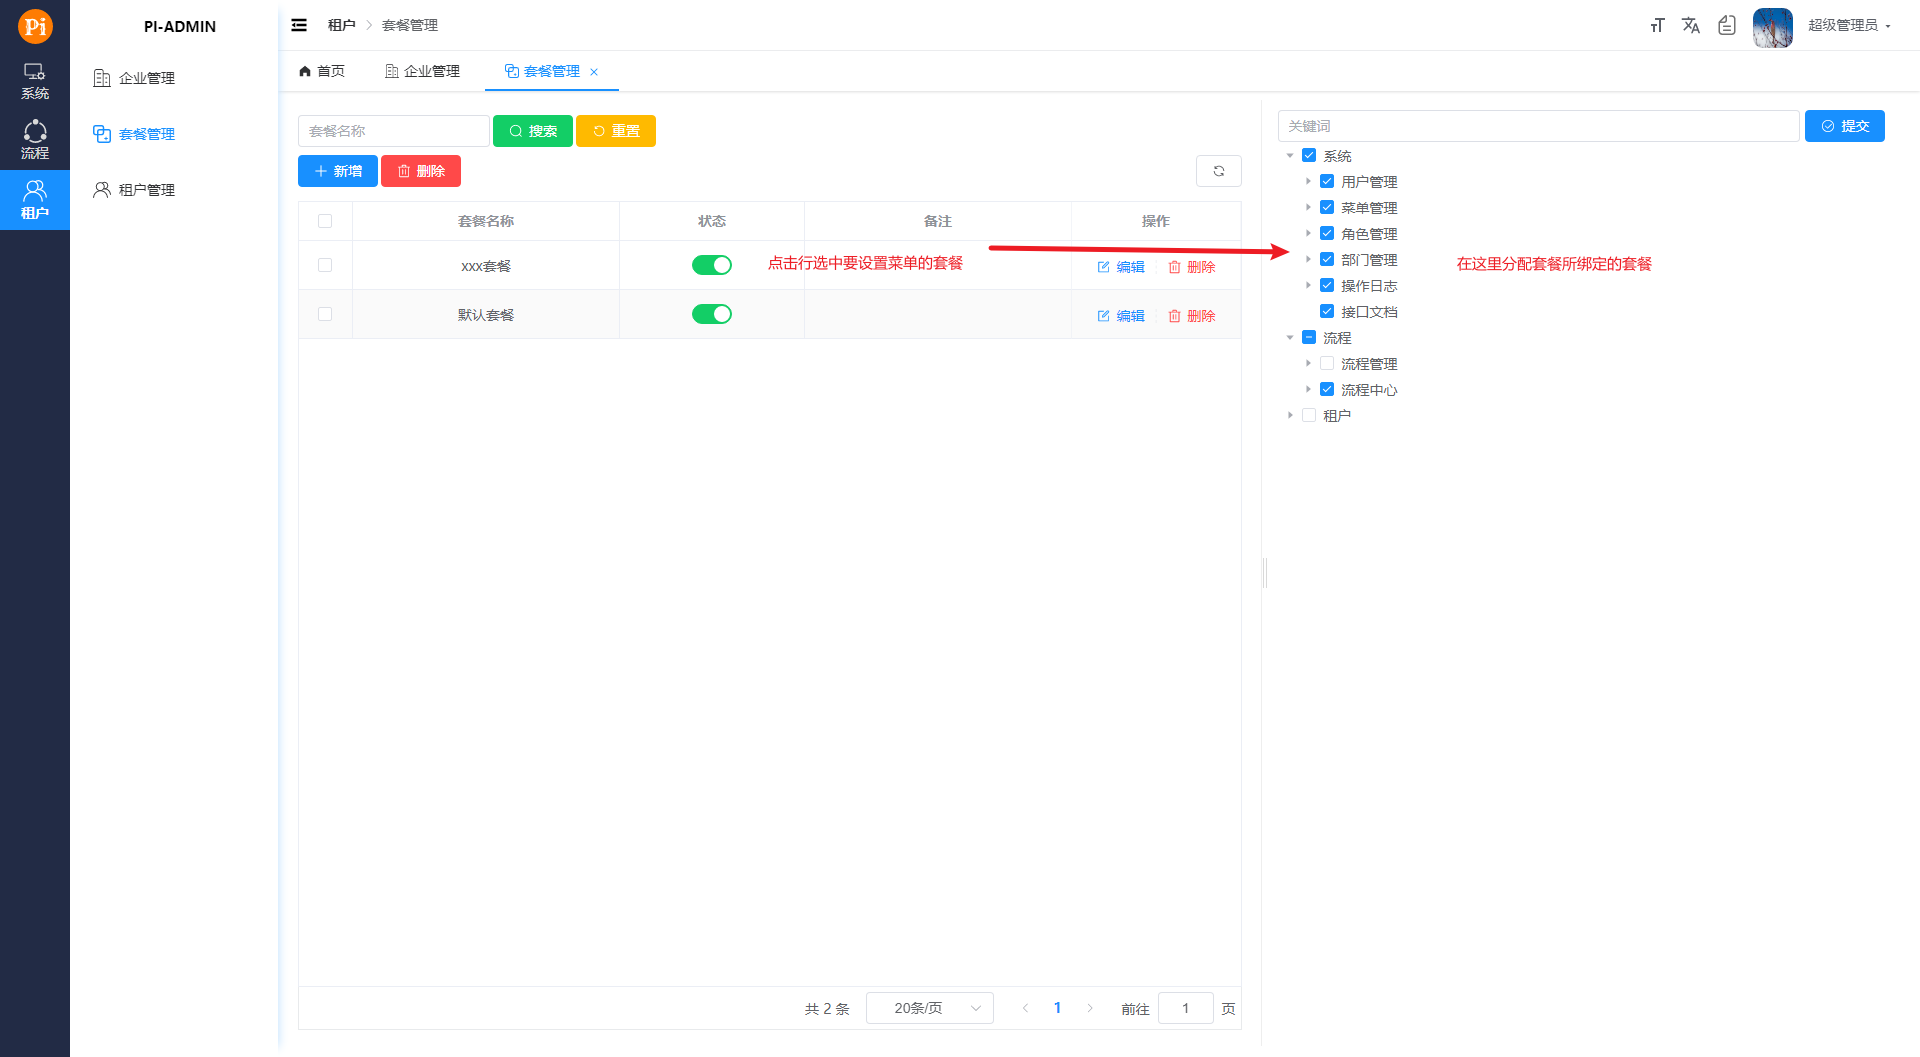 Pi
系统
流程
租户
PI-ADMIN
企业管理
套餐管理
租户管理
租户 套餐管理
超级管理员
首页 企业管理 套餐管理
套餐名称 搜索 重置
新增 删除
套餐名称 状态 备注 操作
xxx套餐 编辑 删除
点击行选中要设置菜单的套餐
默认套餐 编辑 删除
共 2 条 20条/页 1 前往 1 页
关键词 提交
系统
用户管理
菜单管理
角色管理
部门管理
操作日志
接口文档
流程
流程管理
流程中心
租户
在这里分配套餐所绑定的套餐